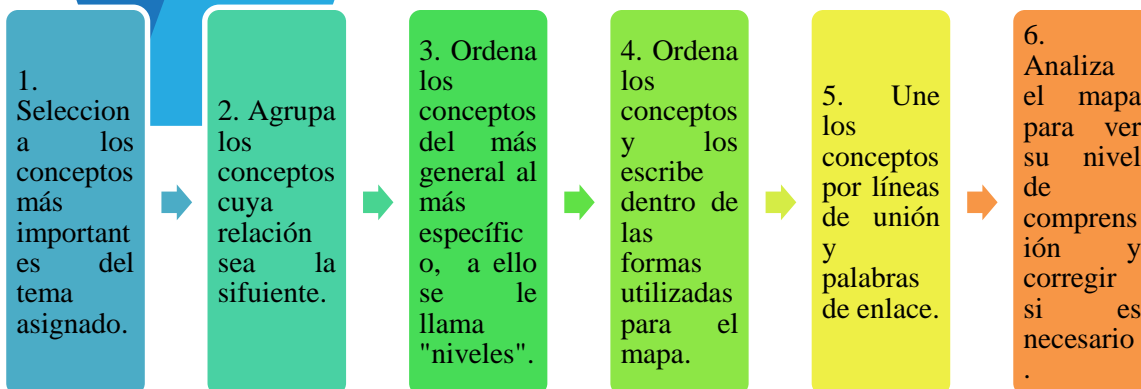 1.
Seleccion
a los
conceptos
más
important
es del
tema
asignado.
2. Agrupa
los
conceptos
cuya
relación
sea la
sifuiente.
3. Ordena
los
conceptos
del más
general al
más
específic
o, a ello
se le
llama
"niveles".
4. Ordena
los
conceptos
y los
escribe
dentro de
las
formas
utilizadas
para el
mapa.
5. Une
los
conceptos
por líneas
de unión
y
palabras
de enlace.
6.
Analiza
el mapa
para ver
su nivel
de
comprens
ión y
corregir
si es
necesario
.